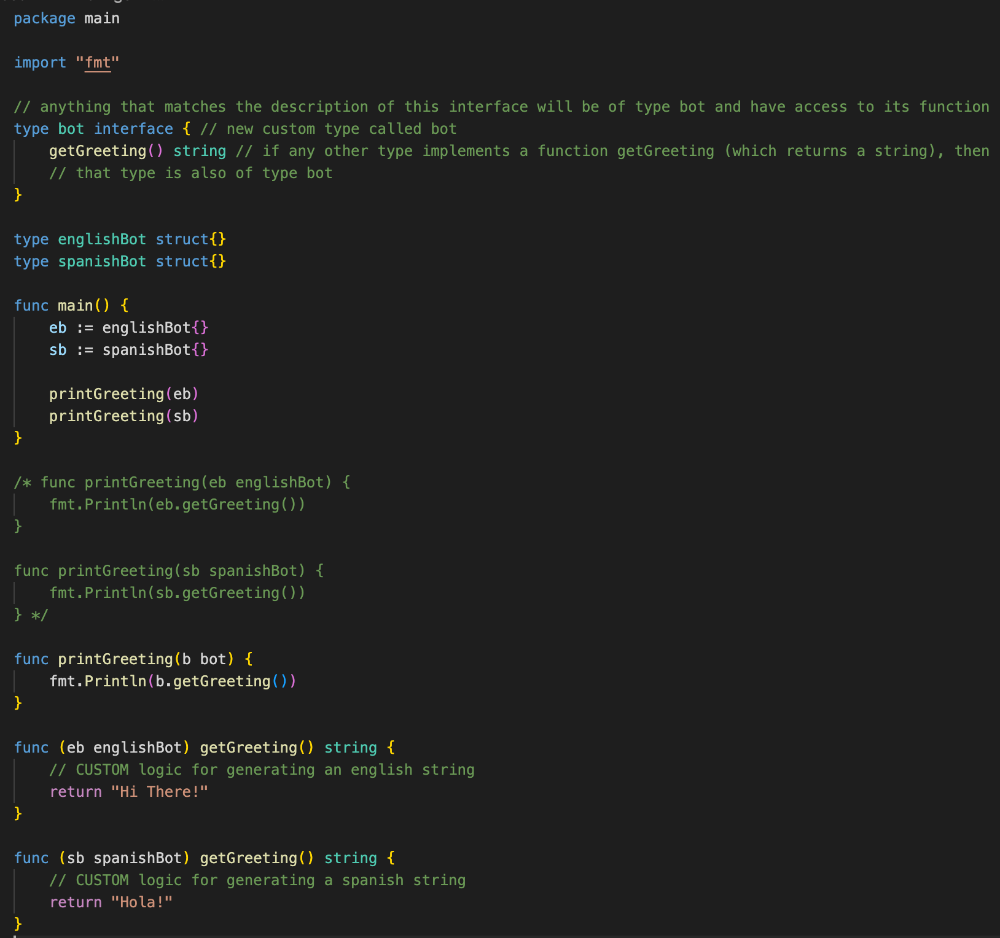 package main
import "fmt"
// anything that matches the description of this interface will be of type bot and have access to its function
type bot interface { // new custom type called bot
getGreeting() string // if any other type implements a function getGreeting (which returns a string), then
// that type is also of type bot
}
type englishBot struct{}
type spanishBot struct{}
func main() {
eb := englishBot{}
sb := spanishBot{}
printGreeting(eb)
printGreeting(sb)
}
/* func printGreeting(eb englishBot) {
fmt.Println(eb.getGreeting())
}
func printGreeting(sb spanishBot) {
fmt.Println(sb.getGreeting())
} */
func printGreeting(b bot) {
fmt.Println(b.getGreeting())
}
func (eb englishBot) getGreeting() string {
// CUSTOM logic for generating an english string
return "Hi There!"
}
func (sb spanishBot) getGreeting() string {
// CUSTOM logic for generating a spanish string
return "Hola!"
}